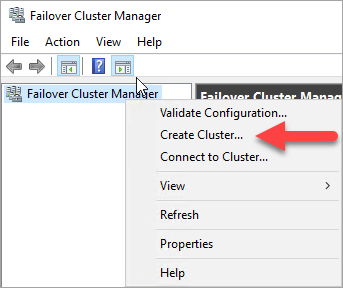 Failover Cluster Manager
File Action View Help
Failover Cluster Manager
Failover Cluster Mana
Validate Configuration...
Create Cluster...
Connect to Cluster...
View
Refresh
Properties
Help